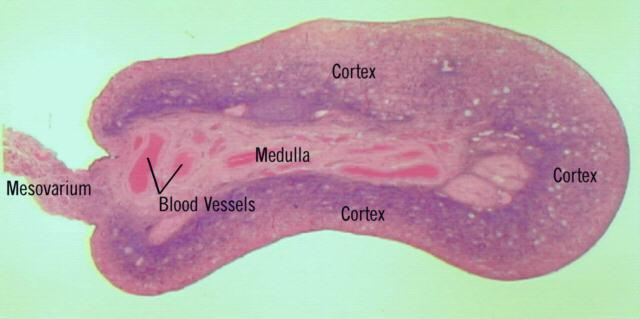 Cortex
Medulla
Cortex
Mesovarium
Blood Vessels
Cortex